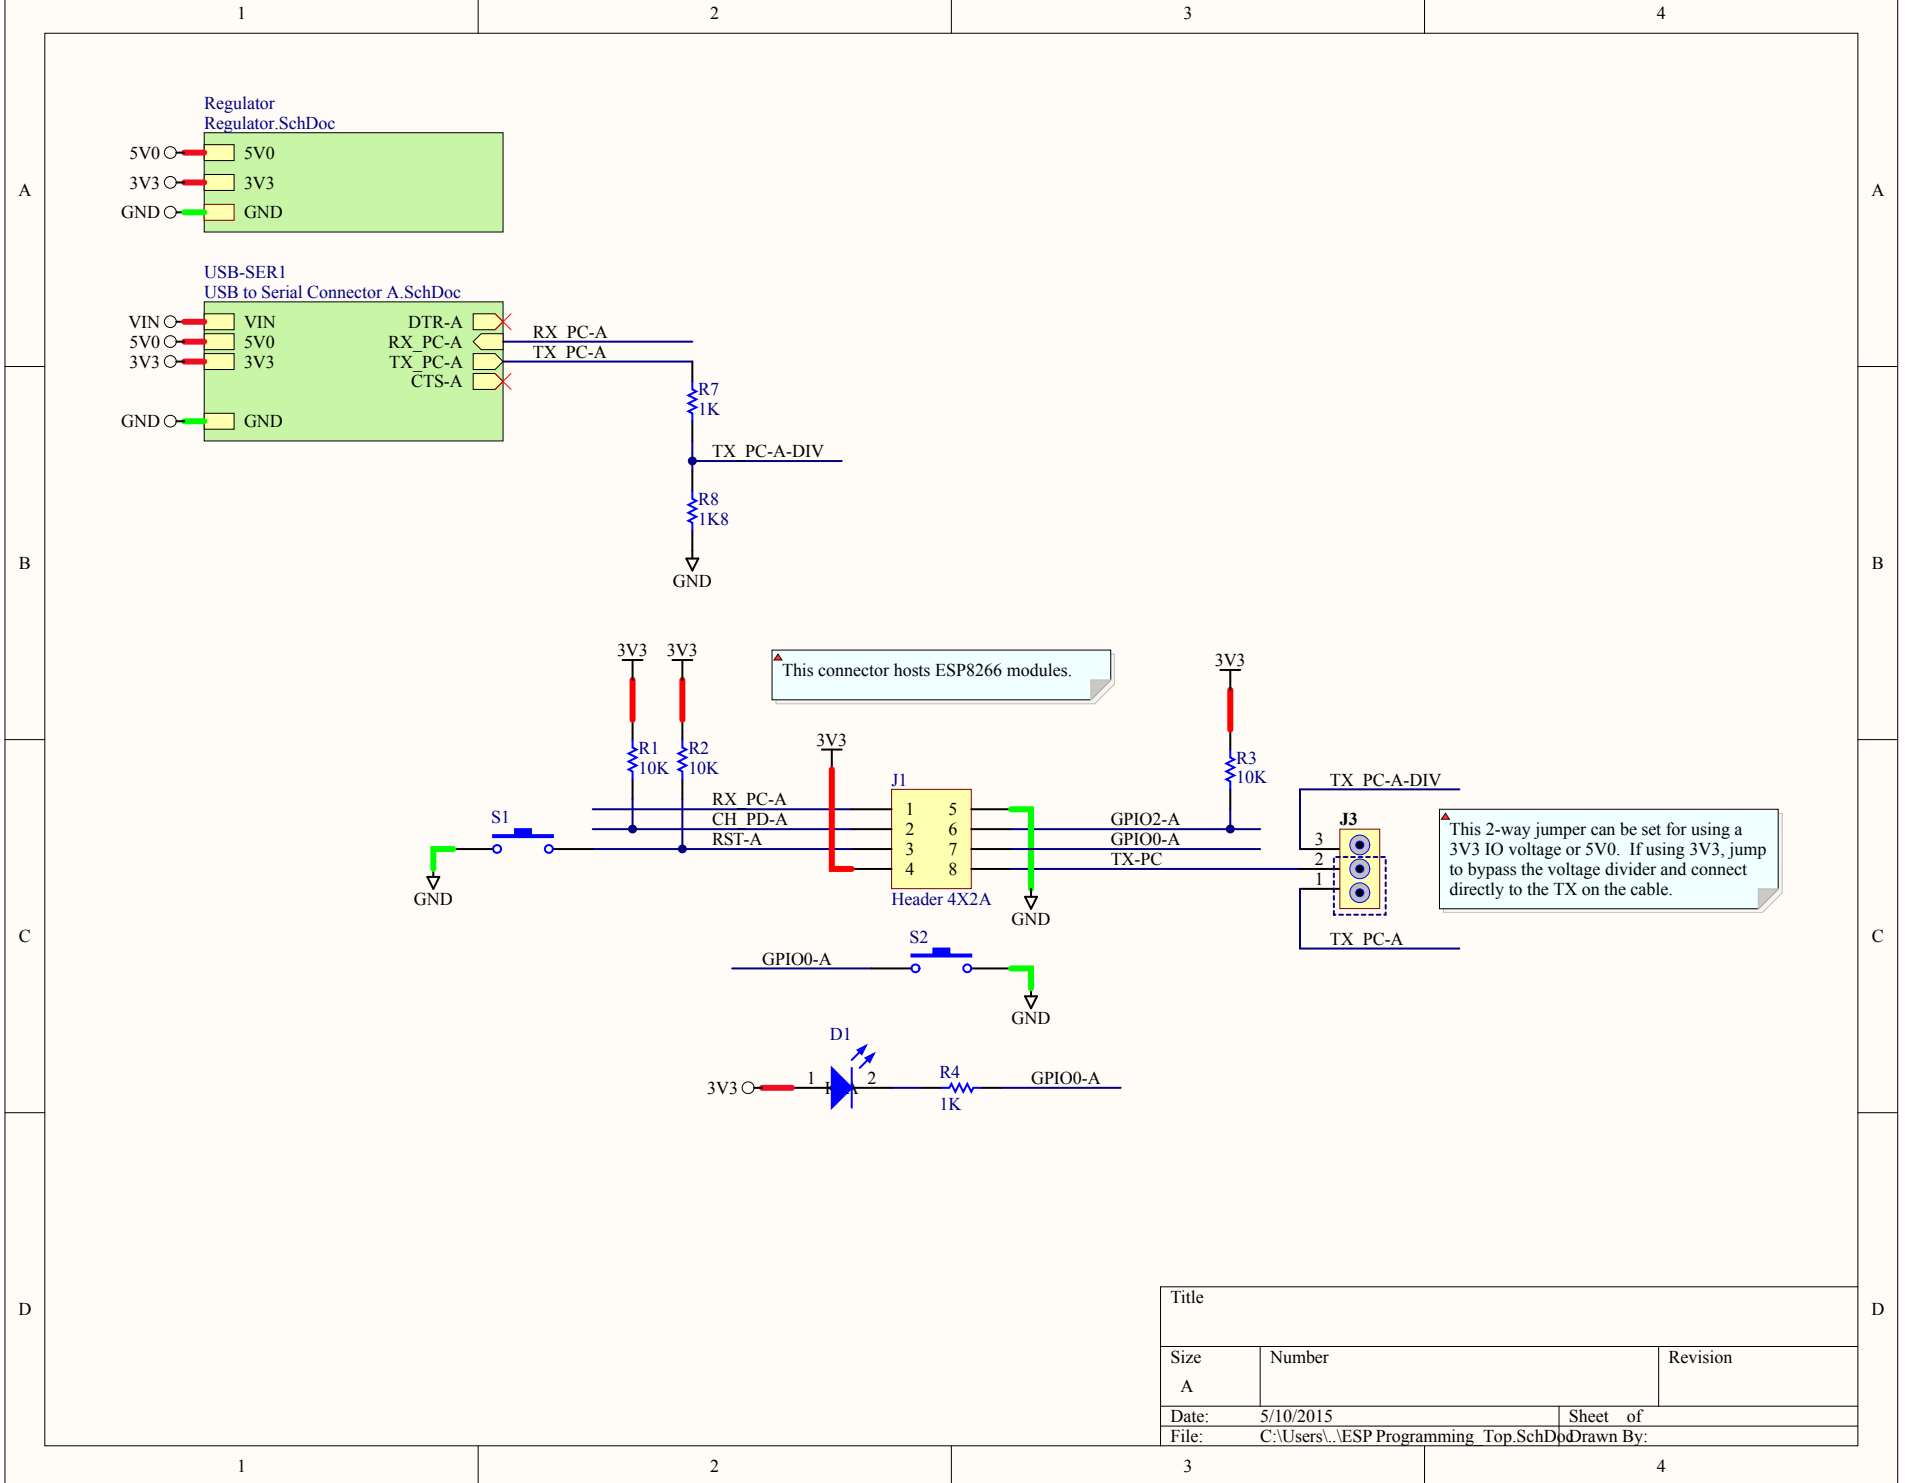 1 2 3 4
A A
Regulator
Regulator.SchDoc
5V0 5V0
3V3 3V3
GND GND
USB-SER1
USB to Serial Connector A.SchDoc
VIN VIN DTR-A
5V0 5V0 RX_PC-A RX_PC-A
3V3 3V3 TX_PC-A TX_PC-A
CTS-A
GND GND
R7
1K
TX_PC-A-DIV
R8
1K8
GND
B B
3V3 3V3
This connector hosts ESP8266 modules.
3V3
3V3
R1 R2
10K 10K
R3
10K
J1
TX_PC-A-DIV
RX_PC-A 1 5
S1 CH_PD-A 2 6 GPIO2-A
RST-A 3 7 GPIO0-A
4 8 TX-PC
Header 4X2A
GND
GND
J3
3
2
1
TX_PC-A
This 2-way jumper can be set for using a
3V3 IO voltage or 5V0. If using 3V3, jump
to bypass the voltage divider and connect
directly to the TX on the cable.
C C
S2
GPIO0-A
GND
D1
3V3 1 2 R4 GPIO0-A
1K
D D
Title
Size Number Revision
A
Date: 5/10/2015 Sheet of
File: C:\Users\..\ESP Programming_Top.SchDoc Drawn By:
1 2 3 4